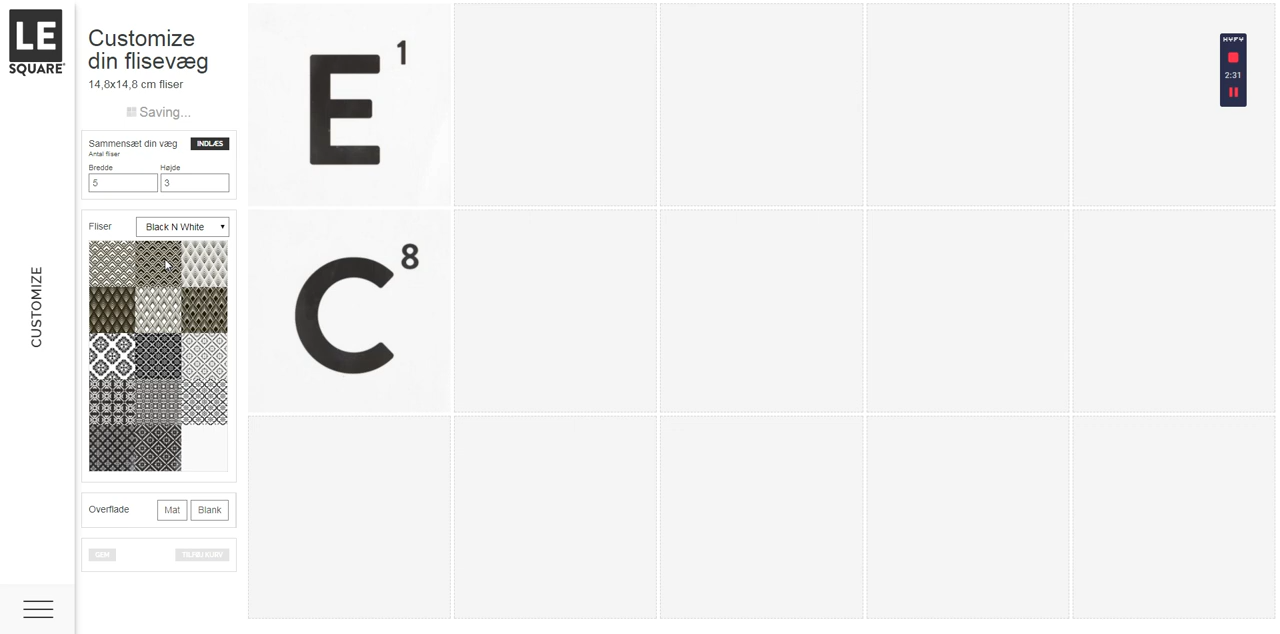 LE
SQUARE
Customize
din flisevæg
14,8x14,8 cm fliser
Saving...
Sammensæt din væg
INDLÆS
Antal fliser
Bredde
Højde
5
3
Fliser
Black N White
Overflade
Mat
Blank
GEM
TILFØJ KURV
CUSTOMIZE
E
1
C
8
HYFY
2:31